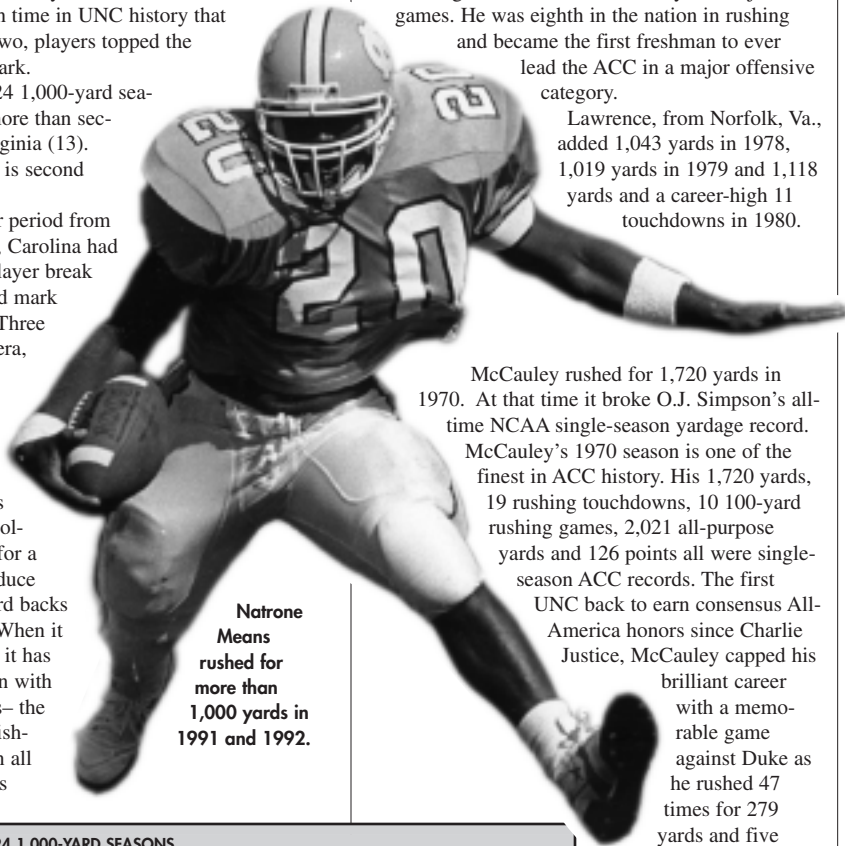 time in UNC history that
two, players topped the
ark.
24 1,000-yard sea-
more than sec-
ginia (13).
is second
r period from
, Carolina had
layer break
d mark
Three
era,
s
ol-
for a
duce
rd backs
When it
it has
n with
s– the
ish-
n all
s
20
20
20
Natrone
Means
rushed for
more than
1,000 yards in
1991 and 1992.
games. He was eighth in the nation in rushing
and became the first freshman to ever
lead the ACC in a major offensive
category.
Lawrence, from Norfolk, Va.,
added 1,043 yards in 1978,
1,019 yards in 1979 and 1,118
yards and a career-high 11
touchdowns in 1980.
McCauley rushed for 1,720 yards in
1970. At that time it broke O.J. Simpson’s all-
time NCAA single-season yardage record.
McCauley’s 1970 season is one of the
finest in ACC history. His 1,720 yards,
19 rushing touchdowns, 10 100-yard
rushing games, 2,021 all-purpose
yards and 126 points all were single-
season ACC records. The first
UNC back to earn consensus All-
America honors since Charlie
Justice, McCauley capped his
brilliant career
with a memo-
rable game
against Duke as
he rushed 47
times for 279
yards and five
24 1,000-YARD SEASONS